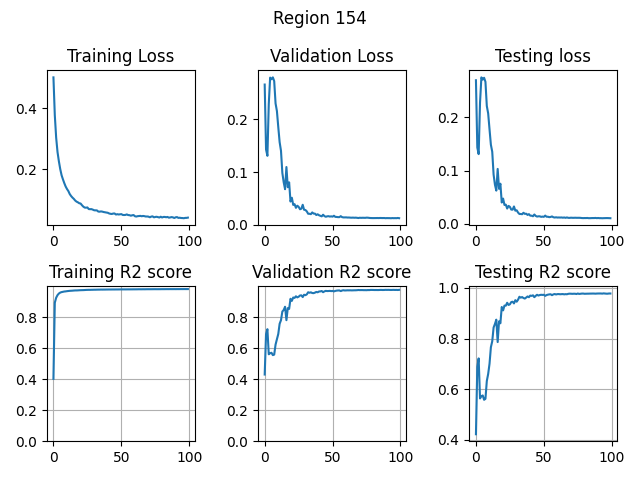 Region 154
Training Loss
Validation Loss
Testing loss
0.4
0.2
0 50 100
0.2
0.1
0.0
0 50 100
0.2
0.1
0.0
0 50 100
Training R2 score
Validation R2 score
Testing R2 score
0.8
0.6
0.4
0.2
0.0
0 50 100
0.8
0.6
0.4
0.2
0.0
0 50 100
1.0
0.8
0.6
0.4
0 50 100